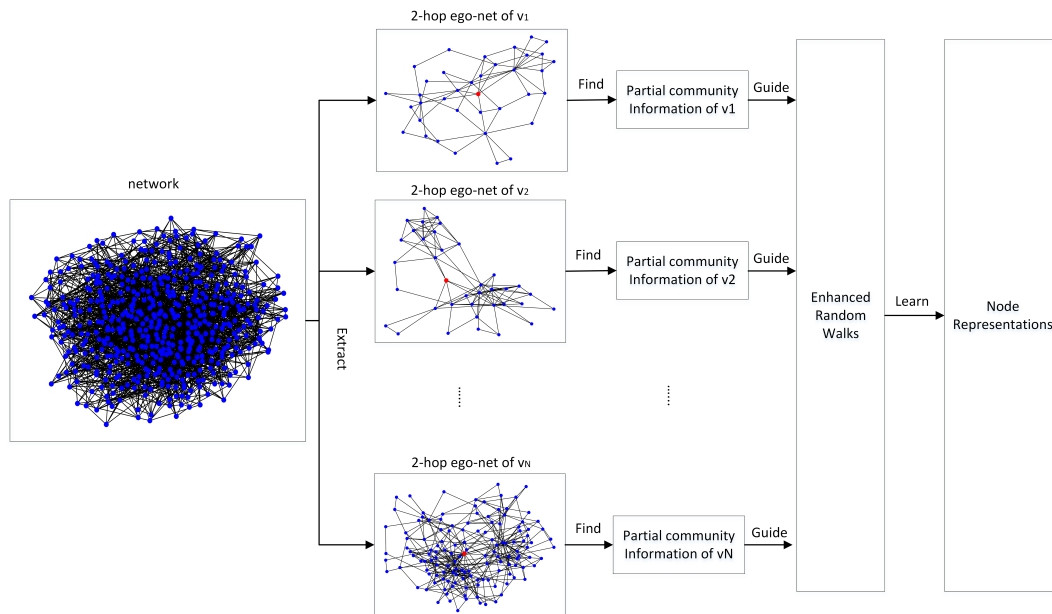 network
Extract
2-hop ego-net of v1
Find
Partial community
Information of v1
Guide
2-hop ego-net of v2
Find
Partial community
Information of v2
Guide
......
......
2-hop ego-net of vN
Find
Partial community
Information of vN
Guide
Enhanced
Random
Walks
Learn
Node
Representations